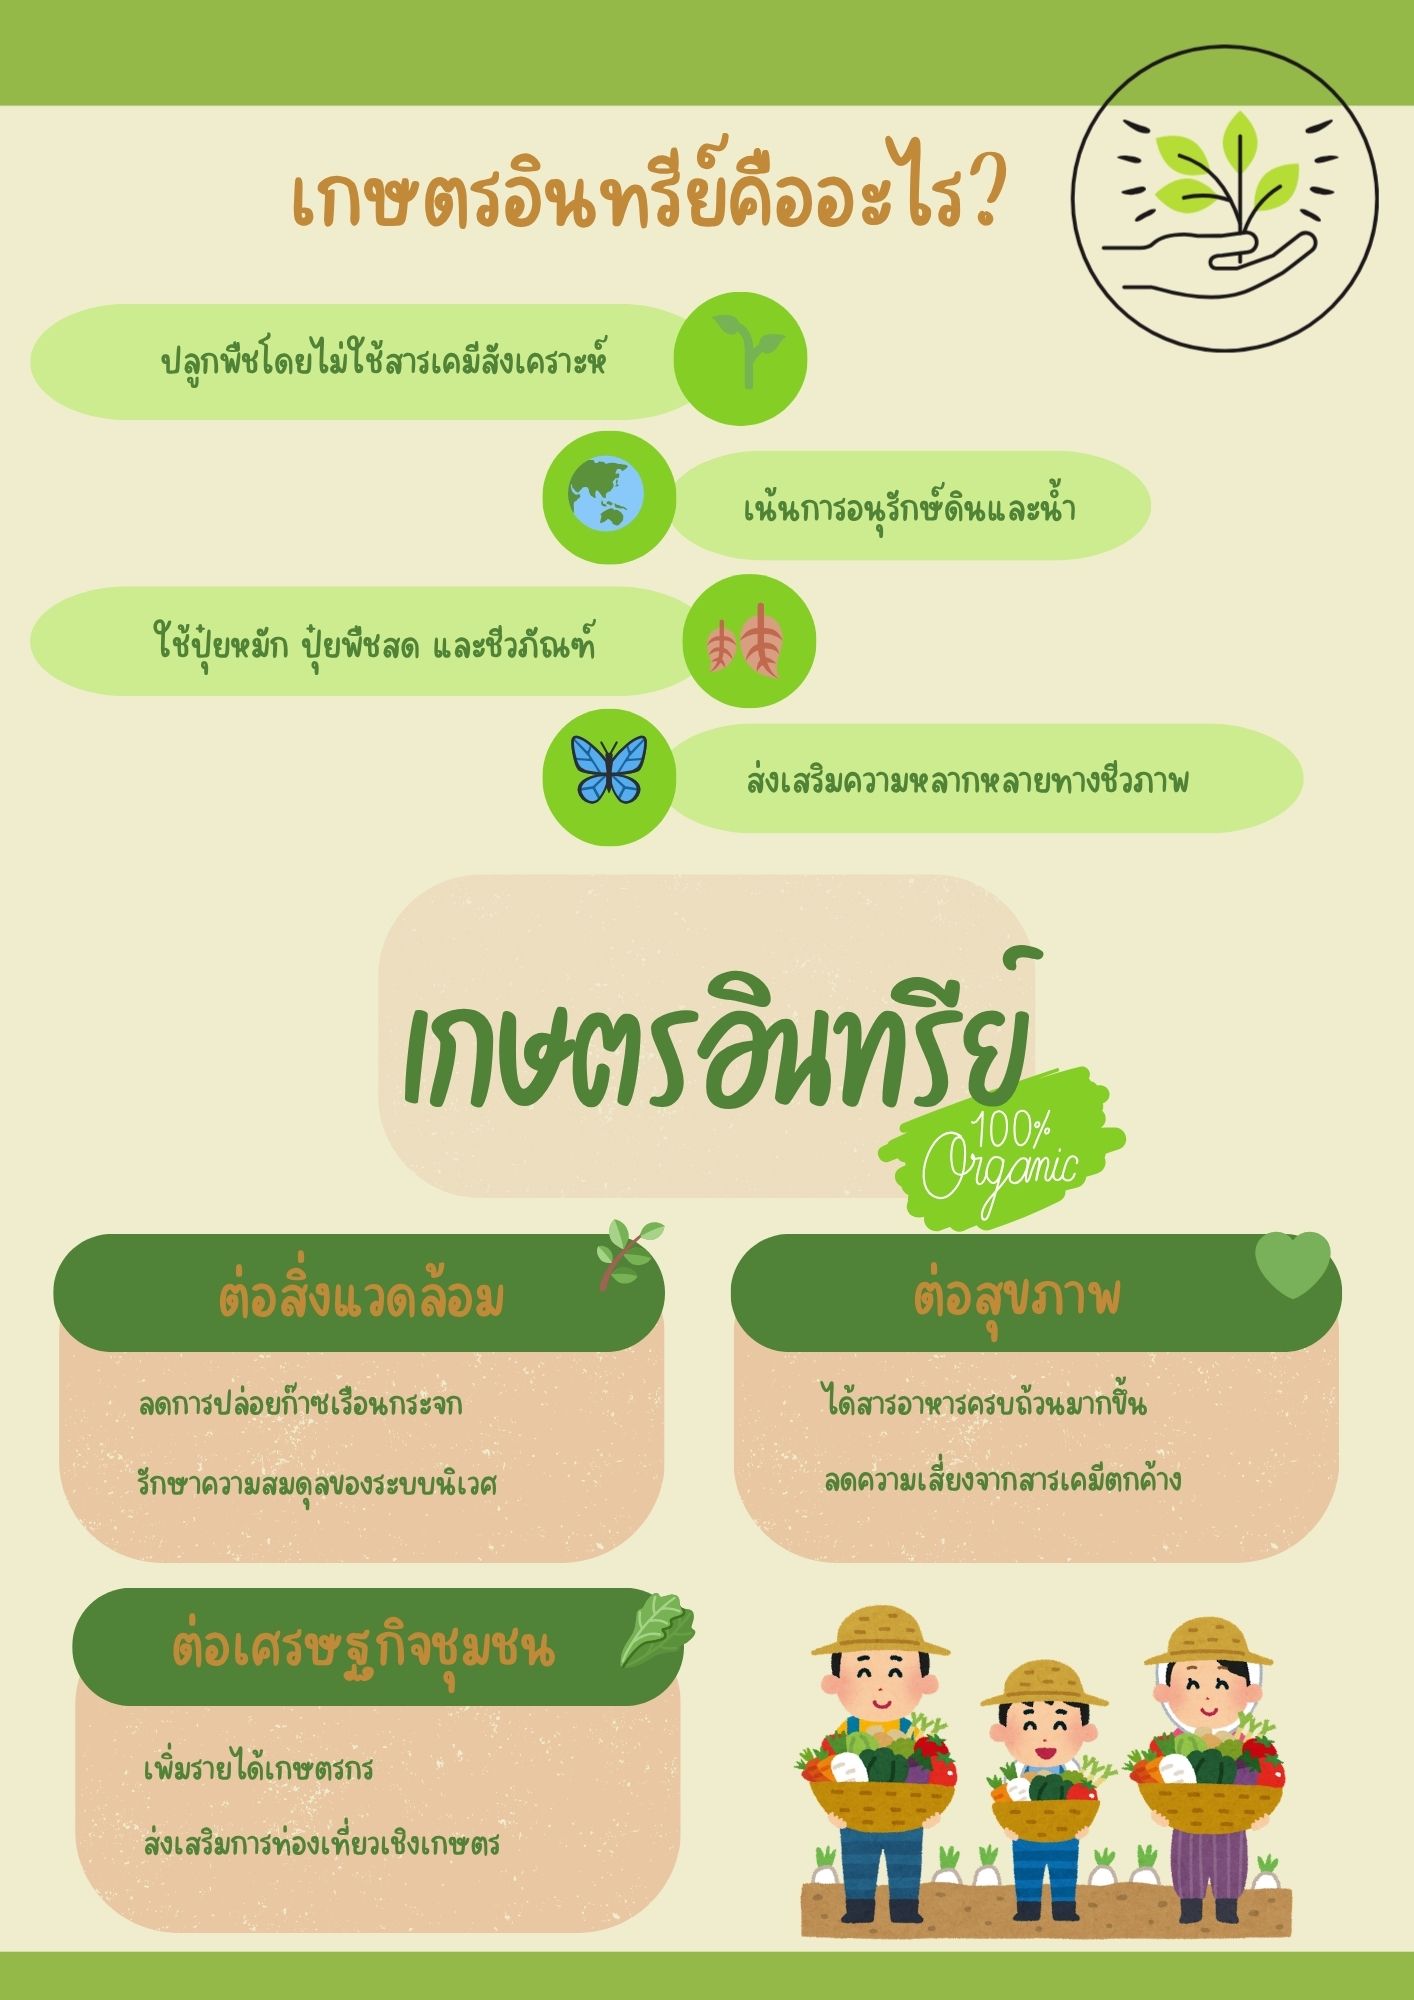 เกษตรอินทรีย์คืออะไร?
ปลูกพืชโดยไม่ใช้สารเคมีสังเคราะห์
เน้นการอนุรักษ์ดินและน้ำ
ใช้ปุ๋ยหมัก ปุ๋ยพืชสด และชีวภัณฑ์
ส่งเสริมความหลากหลายทางชีวภาพ
เกษตรอินทรีย์
100%
Organic
ต่อสิ่งแวดล้อม
ลดการปล่อยก๊าซเรือนกระจก
รักษาความสมดุลของระบบนิเวศ
ต่อสุขภาพ
ได้สารอาหารครบถ้วนมากขึ้น
ลดความเสี่ยงจากสารเคมีตกค้าง
ต่อเศรษฐกิจชุมชน
เพิ่มรายได้เกษตรกร
ส่งเสริมการท่องเที่ยวเชิงเกษตร